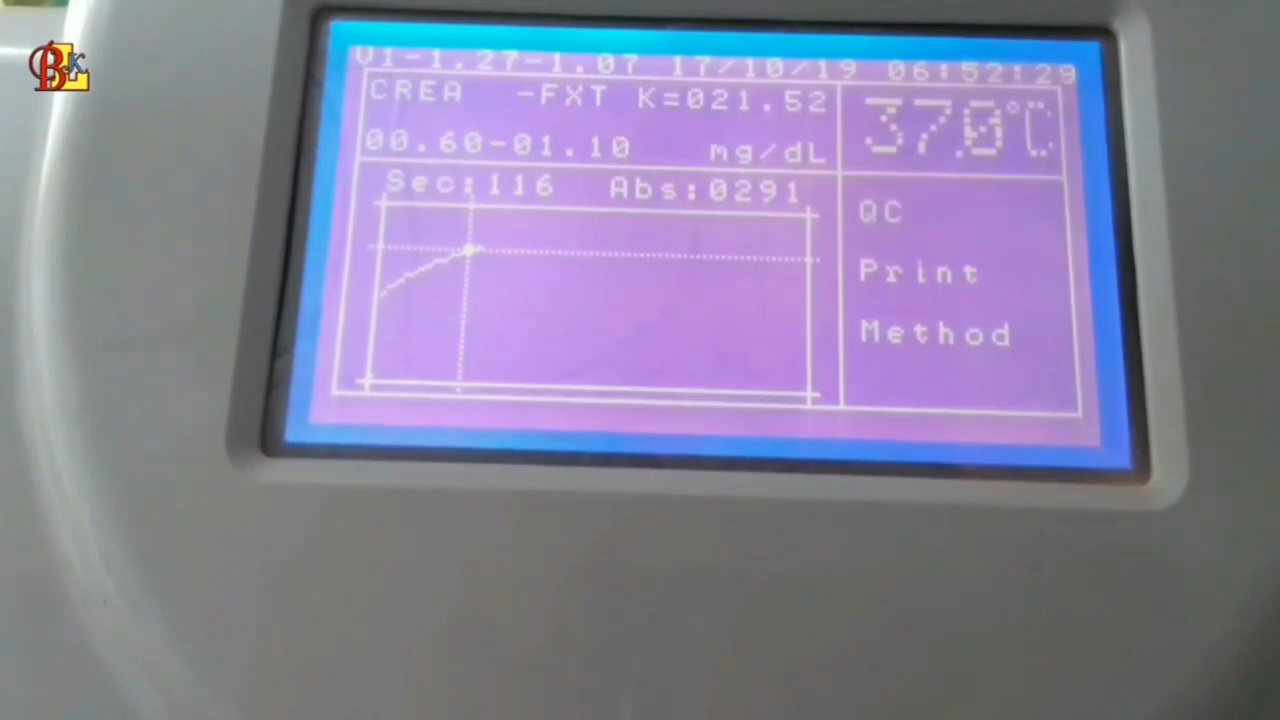 V1-1.27-1.07 17/10/19 06:52:29
CREA -FXT K=021.52
37.0°C
00.60-01.10 mg/dL
Sec:116 Abs:0291
QC
Print
Method